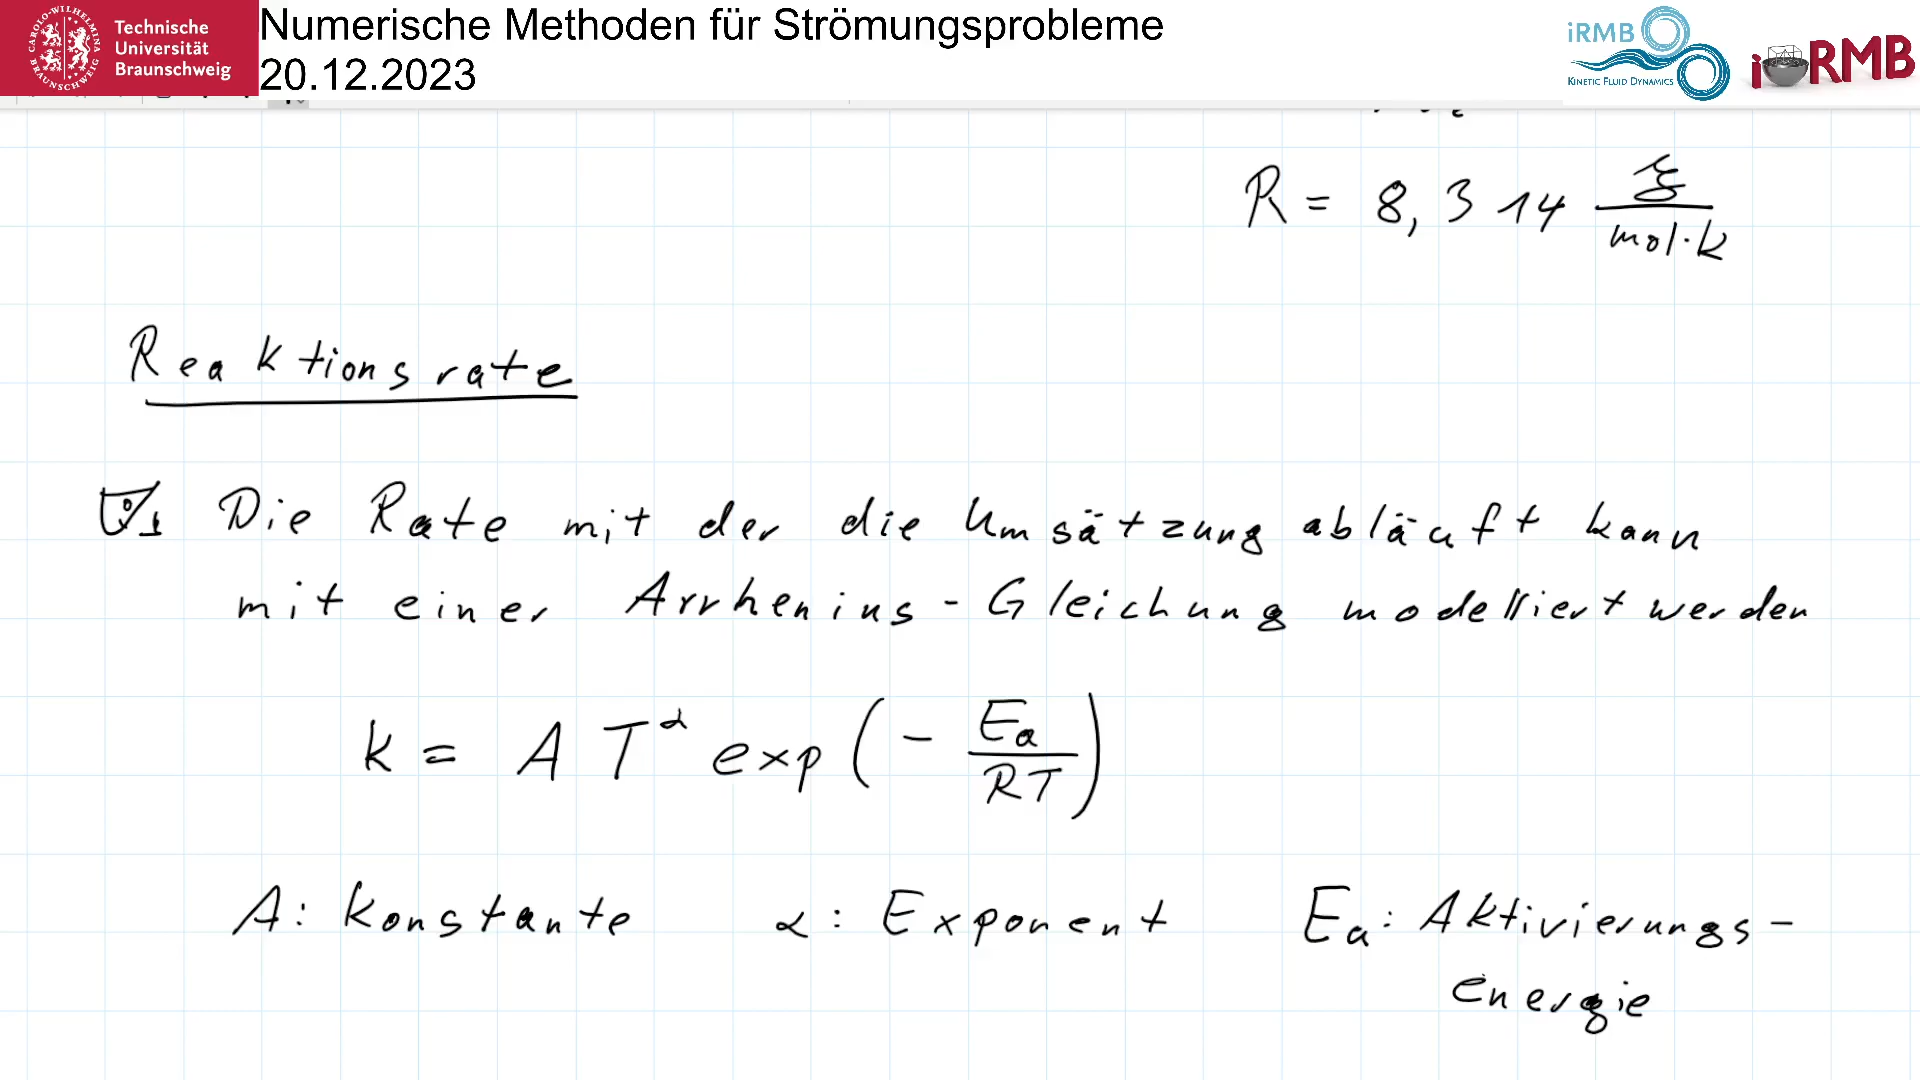 Technische
Universität
Braunschweig
Numerische Methoden für Strömungsprobleme
20.12.2023
iRMB
KINETIC FLUID DYNAMICS
iRMB
R = 8,314 J/mol·K
Reaktionsrate
Die Rate mit der die Umsätzung abläuft kann
mit einer Arrhenius-Gleichung modelliert werden
k = A T^α exp(-Ea/RT)
A: Konstante α: Exponent Ea: Aktivierungs-
energie